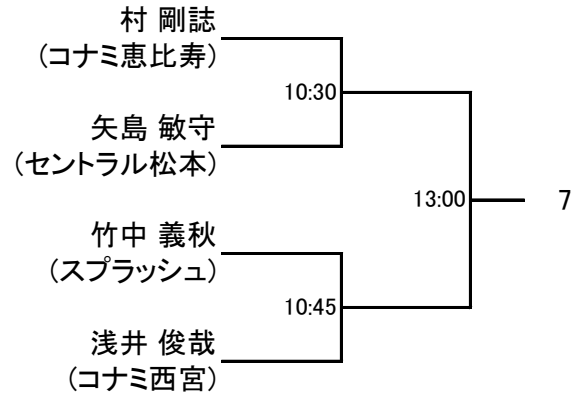 村 剛誌
(コナミ恵比寿)
10:30
矢島 敏守
(セントラル松本)
13:00
7
竹中 義秋
(スプラッシュ)
10:45
浅井 俊哉
(コナミ西宮)